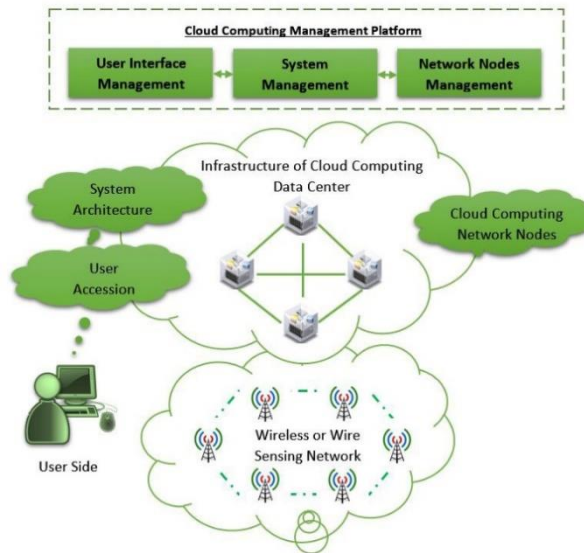 Cloud Computing Management Platform
User Interface
Management
System
Management
Network Nodes
Management
Infrastructure of Cloud Computing
Data Center
System
Architecture
Cloud Computing
Network Nodes
User
Accession
Wireless or Wire
Sensing Network
User Side